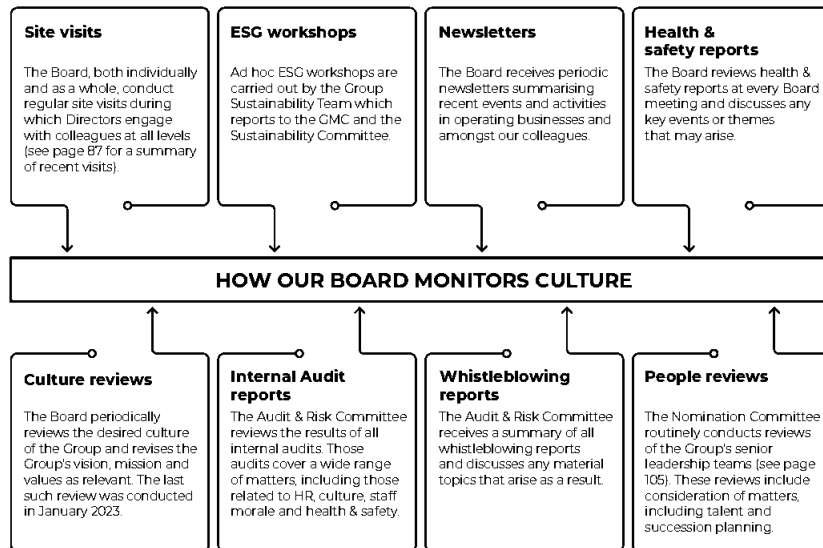 Site visits
The Board, both individually
and as a whole, conduct
regular site visits during
which Directors engage
with colleagues at all levels
(see page 87 for a summary
of recent visits).
ESG workshops
Ad hoc ESG workshops are
carried out by the Group
Sustainability Team which
reports to the GMC and the
Sustainability Committee.
Newsletters
The Board receives periodic
newsletters summarising
recent events and activities
in operating businesses and
amongst our colleagues.
Health &
safety reports
The Board reviews health &
safety reports at every Board
meeting and discusses any
key events or themes
that may arise.
HOW OUR BOARD MONITORS CULTURE
Culture reviews
The Board periodically
reviews the desired culture
of the Group and revises the
Group's vision, mission and
values as relevant. The last
such review was conducted
in January 2023.
Internal Audit
reports
The Audit & Risk Committee
reviews the results of all
internal audits. Those
audits cover a wide range
of matters, including those
related to HR, culture, staff
morale and health & safety.
Whistleblowing
reports
The Audit & Risk Committee
receives a summary of all
whistleblowing reports
and discusses any material
topics that arise as a result.
People reviews
The Nomination Committee
routinely conducts reviews
of the Group's senior
leadership teams (see page
105). These reviews include
consideration of matters,
including talent and
succession planning.